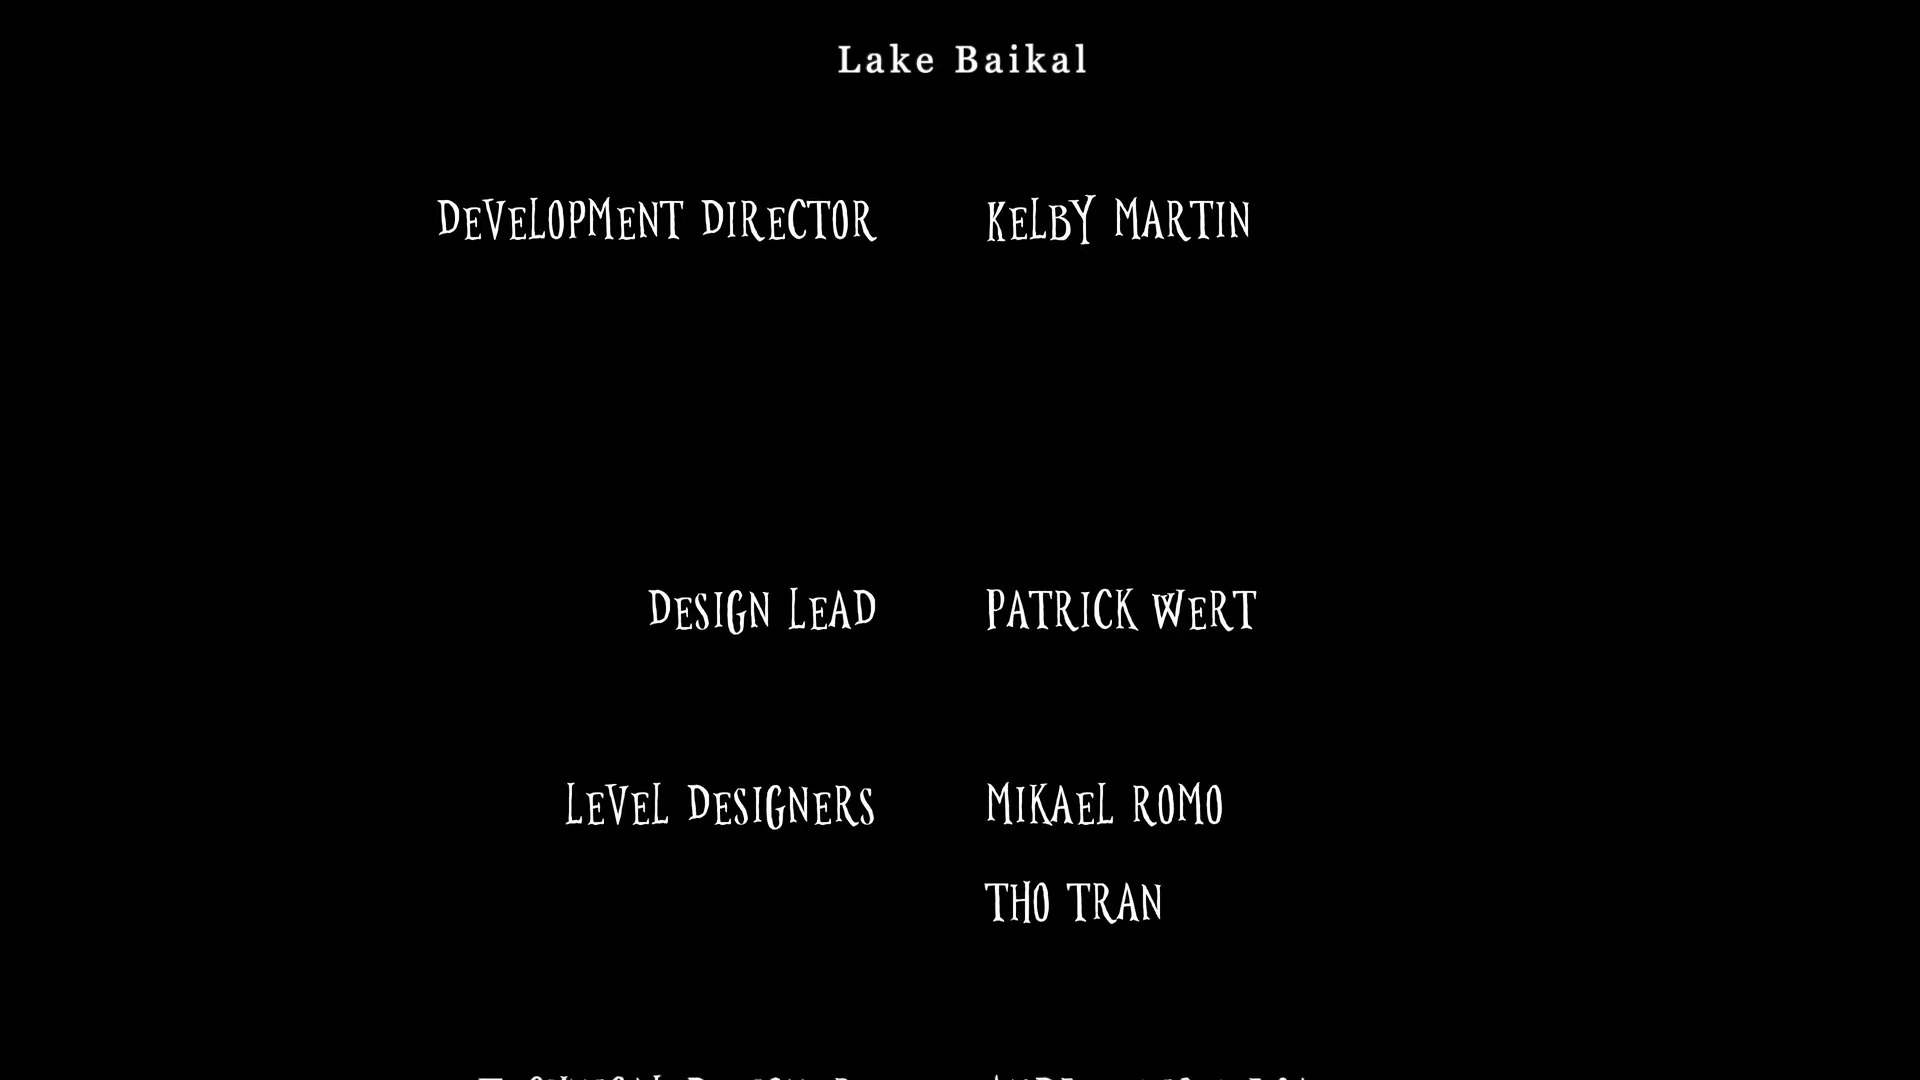 Lake Baikal
DEVELOPMENT DIRECTOR KELBY MARTIN
DESIGN LEAD PATRICK WERT
LEVEL DESIGNERS MIKAEL ROMO
THO TRAN